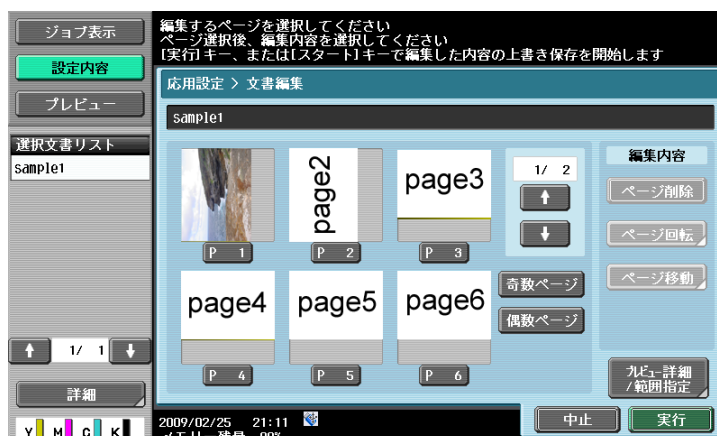 ジョブ表示
設定内容
プレビュー
選択文書リスト
sample1
1/ 1
詳細
Y M C K
編集するページを選択してください
ページ選択後、編集内容を選択してください
[実行]キー、または[スタート]キーで編集した内容の上書き保存を開始します
応用設定 > 文書編集
sample1
page2
page3
P 1
P 2
P 3
page4
page5
page6
P 4
P 5
P 6
1/ 2
奇数ページ
偶数ページ
編集内容
ページ削除
ページ回転
ページ移動
プレビュー詳細
/範囲指定
2009/02/25 21:11
メモリー残量 99%
中止
実行